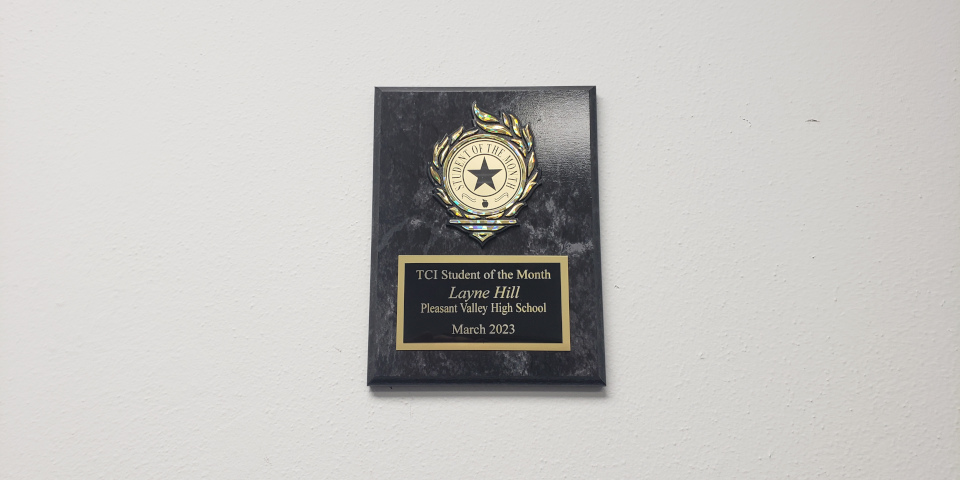 STUDENT OF THE MONTH
TCI Student of the Month
Layne Hill
Pleasant Valley High School
March 2023